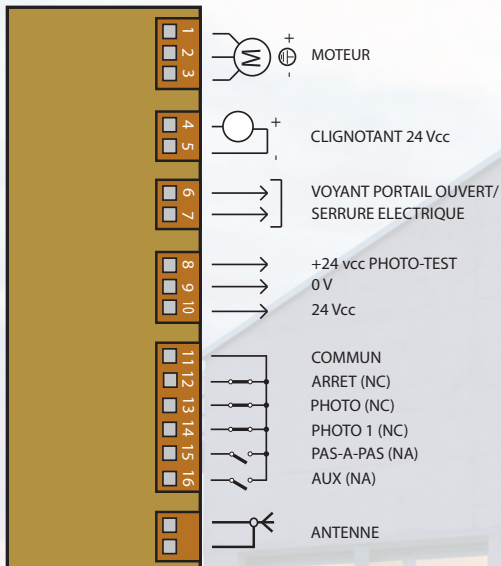 1
2
3
M
+
-
MOTEUR
4
5
+
-
CLIGNOTANT 24 Vcc
6
7
VOYANT PORTAIL OUVERT/
SERRURE ELECTRIQUE
8
+24 vcc PHOTO-TEST
9
0 V
10
24 Vcc
11
COMMUN
12
ARRET (NC)
13
PHOTO (NC)
14
PHOTO 1 (NC)
15
PAS-A-PAS (NA)
16
AUX (NA)
ANTENNE